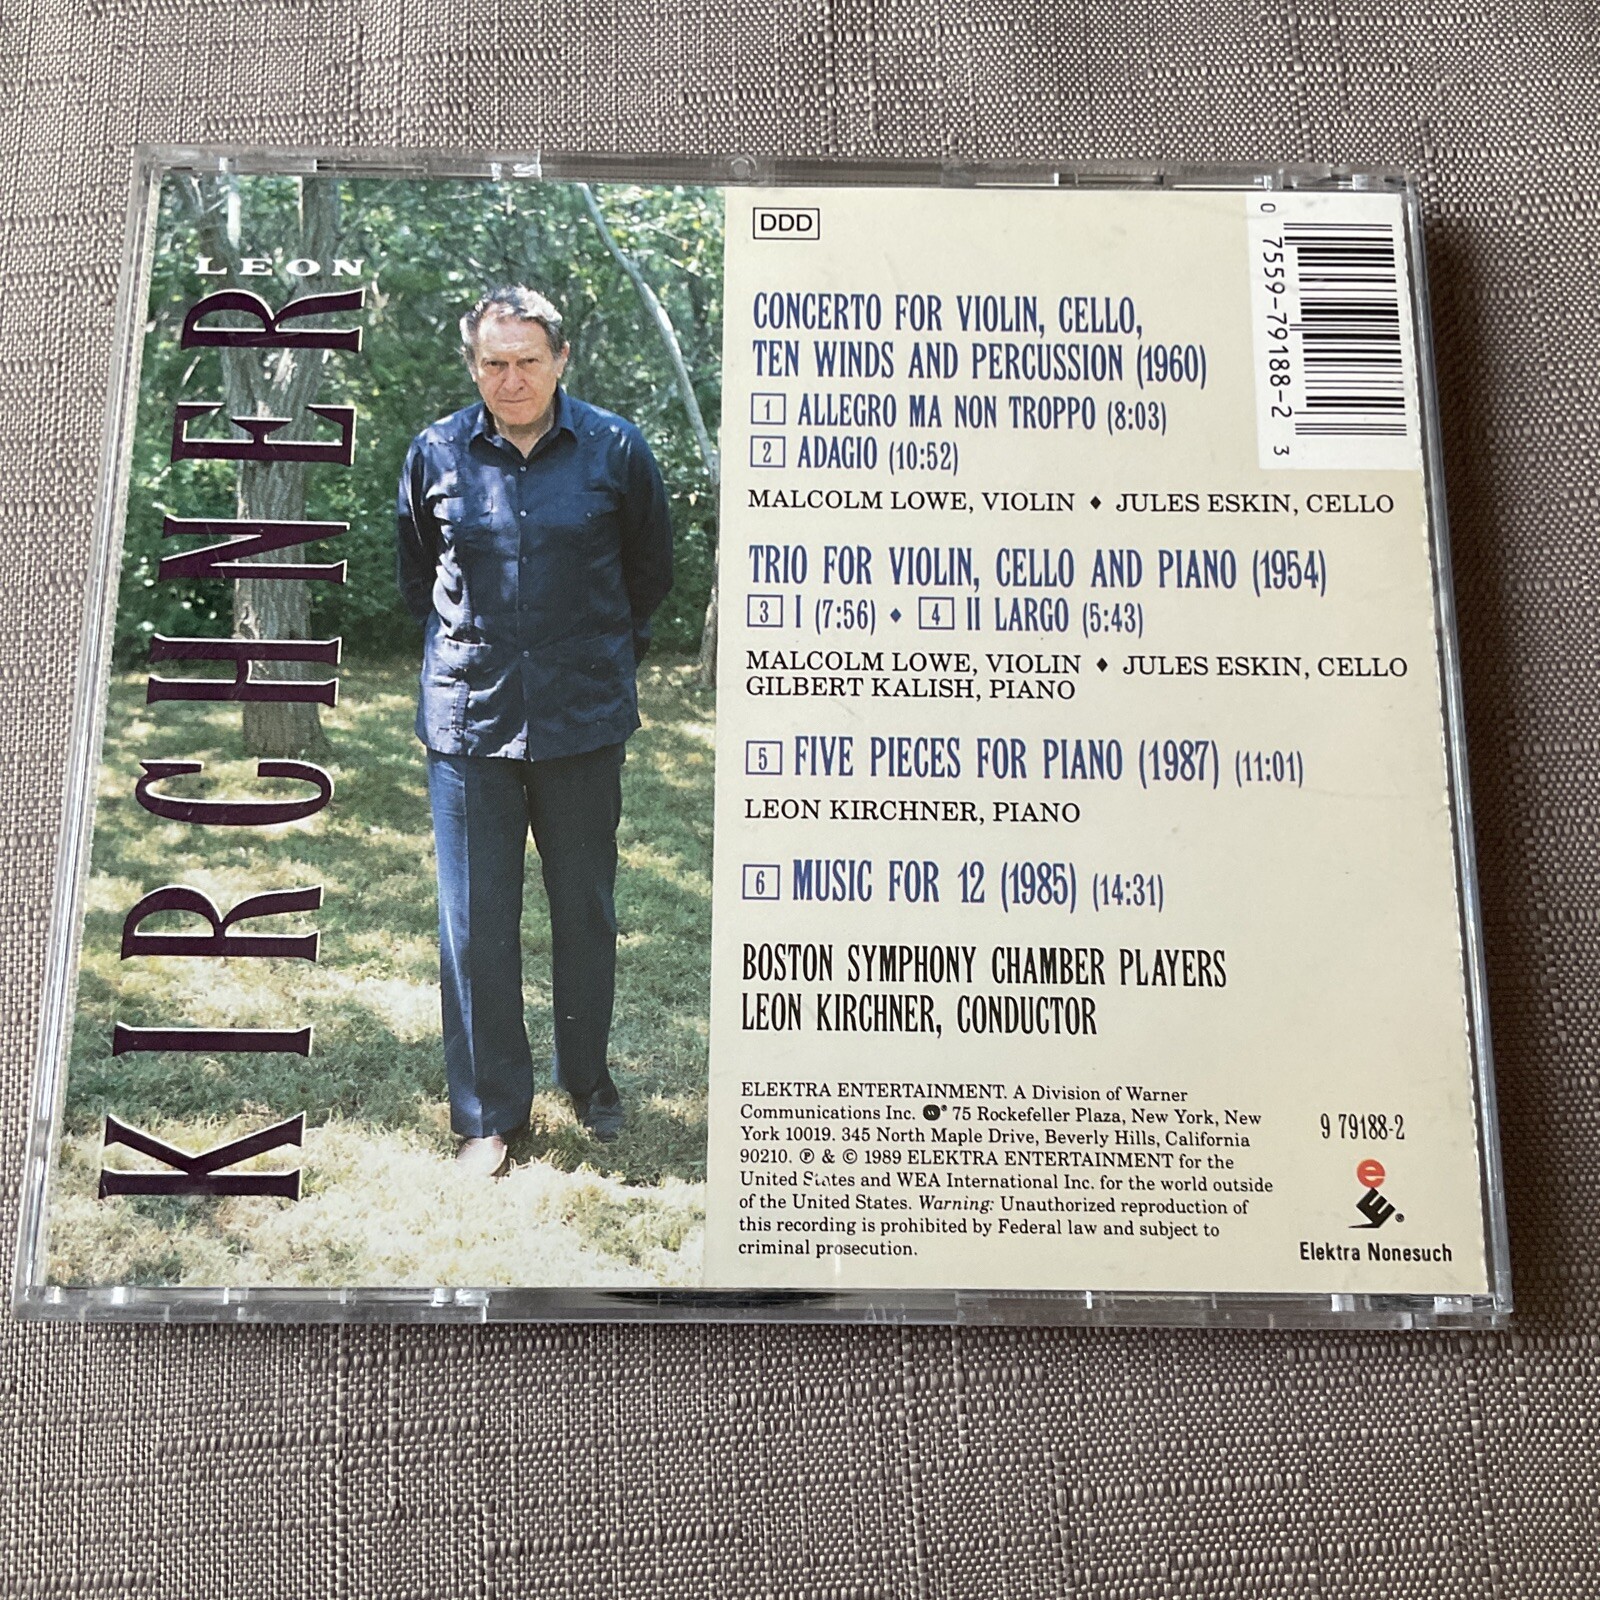 LEON
KIRCHNER
DDD
0 7559-79188-2 3
CONCERTO FOR VIOLIN, CELLO,
TEN WINDS AND PERCUSSION (1960)
1 ALLEGRO MA NON TROPPO (8:03)
2 ADAGIO (10:52)
MALCOLM LOWE, VIOLIN ♦ JULES ESKIN, CELLO
TRIO FOR VIOLIN, CELLO AND PIANO (1954)
3 I (7:56) ♦ 4 II LARGO (5:43)
MALCOLM LOWE, VIOLIN ♦ JULES ESKIN, CELLO
GILBERT KALISH, PIANO
5 FIVE PIECES FOR PIANO (1987) (11:01)
LEON KIRCHNER, PIANO
6 MUSIC FOR 12 (1985) (14:31)
BOSTON SYMPHONY CHAMBER PLAYERS
LEON KIRCHNER, CONDUCTOR
ELEKTRA ENTERTAINMENT. A Division of Warner
Communications Inc. 75 Rockefeller Plaza, New York, New
York 10019. 345 North Maple Drive, Beverly Hills, California
90210. ℗ & © 1989 ELEKTRA ENTERTAINMENT for the
United States and WEA International Inc. for the world outside
of the United States. Warning: Unauthorized reproduction of
this recording is prohibited by Federal law and subject to
criminal prosecution.
9 79188-2
e
E®
Elektra Nonesuch